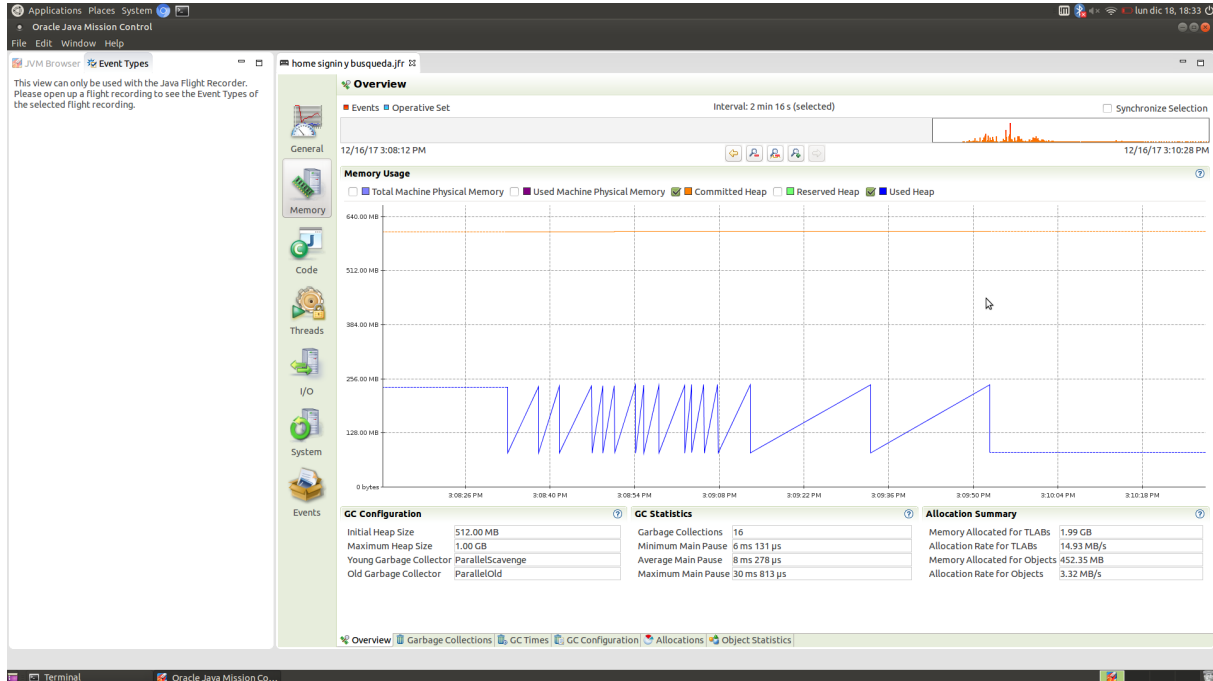 Applications Places System
lun dic 18, 18:33
Oracle Java Mission Control
File Edit Window Help
JVM Browser Event Types
This view can only be used with the Java Flight Recorder.
Please open up a flight recording to see the Event Types of
the selected flight recording.
home signin y busqueda.jfr
Overview
Events Operative Set
Interval: 2 min 16 s (selected)
Synchronize Selection
12/16/17 3:08:12 PM
12/16/17 3:10:28 PM
General
Memory
Code
Threads
I/O
System
Events
Memory Usage
Total Machine Physical Memory Used Machine Physical Memory Committed Heap Reserved Heap Used Heap
640.00 MB
512.00 MB
384.00 MB
256.00 MB
128.00 MB
0 bytes
3:08:26 PM 3:08:40 PM 3:08:54 PM 3:09:08 PM 3:09:22 PM 3:09:36 PM 3:09:50 PM 3:10:04 PM 3:10:18 PM
GC Configuration
Initial Heap Size 512.00 MB
Maximum Heap Size 1.00 GB
Young Garbage Collector ParallelScavenge
Old Garbage Collector ParallelOld
GC Statistics
Garbage Collections 16
Minimum Main Pause 6 ms 131 µs
Average Main Pause 8 ms 278 µs
Maximum Main Pause 30 ms 813 µs
Allocation Summary
Memory Allocated for TLABs 1.99 GB
Allocation Rate for TLABs 14.93 MB/s
Memory Allocated for Objects 452.35 MB
Allocation Rate for Objects 3.32 MB/s
Overview Garbage Collections GC Times GC Configuration Allocations Object Statistics
Terminal
Oracle Java Mission Co...